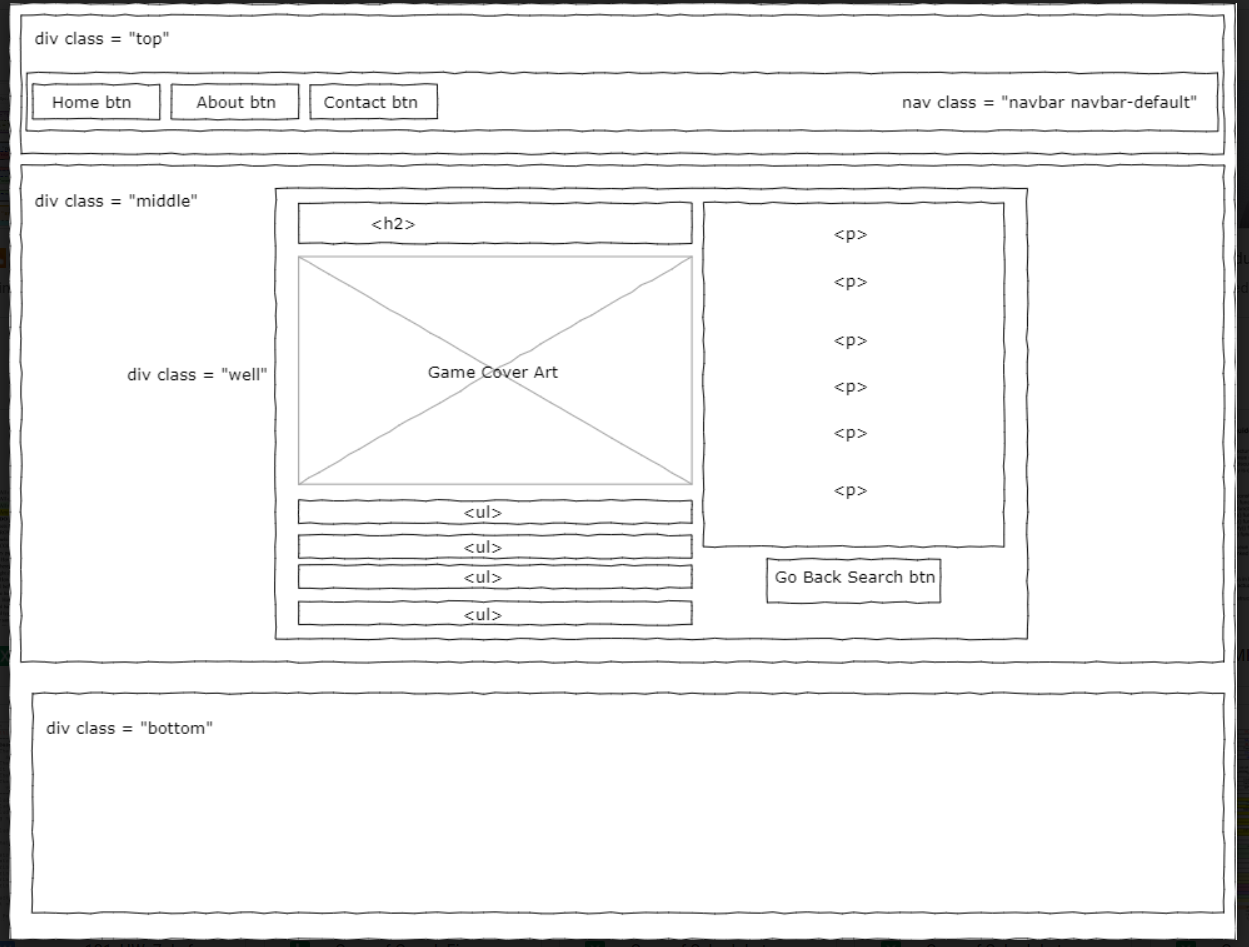 div class = "top"
Home btn
About btn
Contact btn
nav class = "navbar navbar-default"
div class = "middle"
<h2>
<p>
<p>
<p>
div class = "well"
Game Cover Art
<p>
<p>
<p>
<ul>
<ul>
<ul>
Go Back Search btn
<ul>
div class = "bottom"